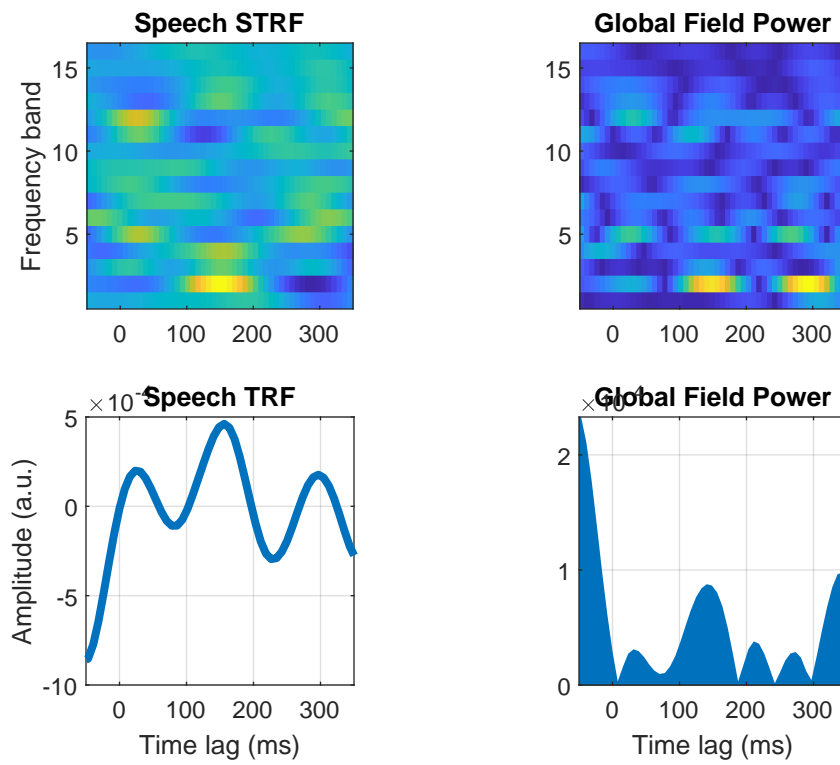 Speech STRF
Frequency band
15
10
5
0 100 200 300
Global Field Power
15
10
5
0 100 200 300
Speech TRF
× 10⁻⁴
Amplitude (a.u.)
5
0
-5
-10
0 100 200 300
Time lag (ms)
Global Field Power
2
1
0
0 100 200 300
Time lag (ms)